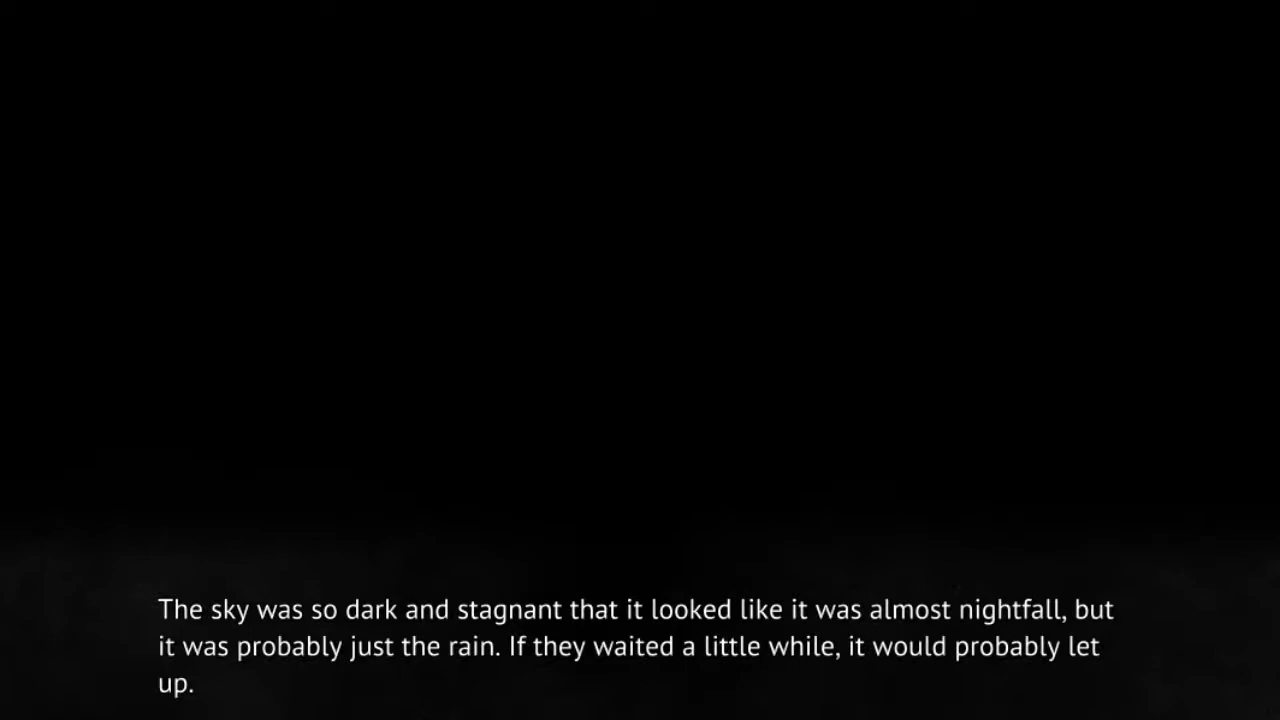 The sky was so dark and stagnant that it looked like it was almost nightfall, but
it was probably just the rain. If they waited a little while, it would probably let
up.